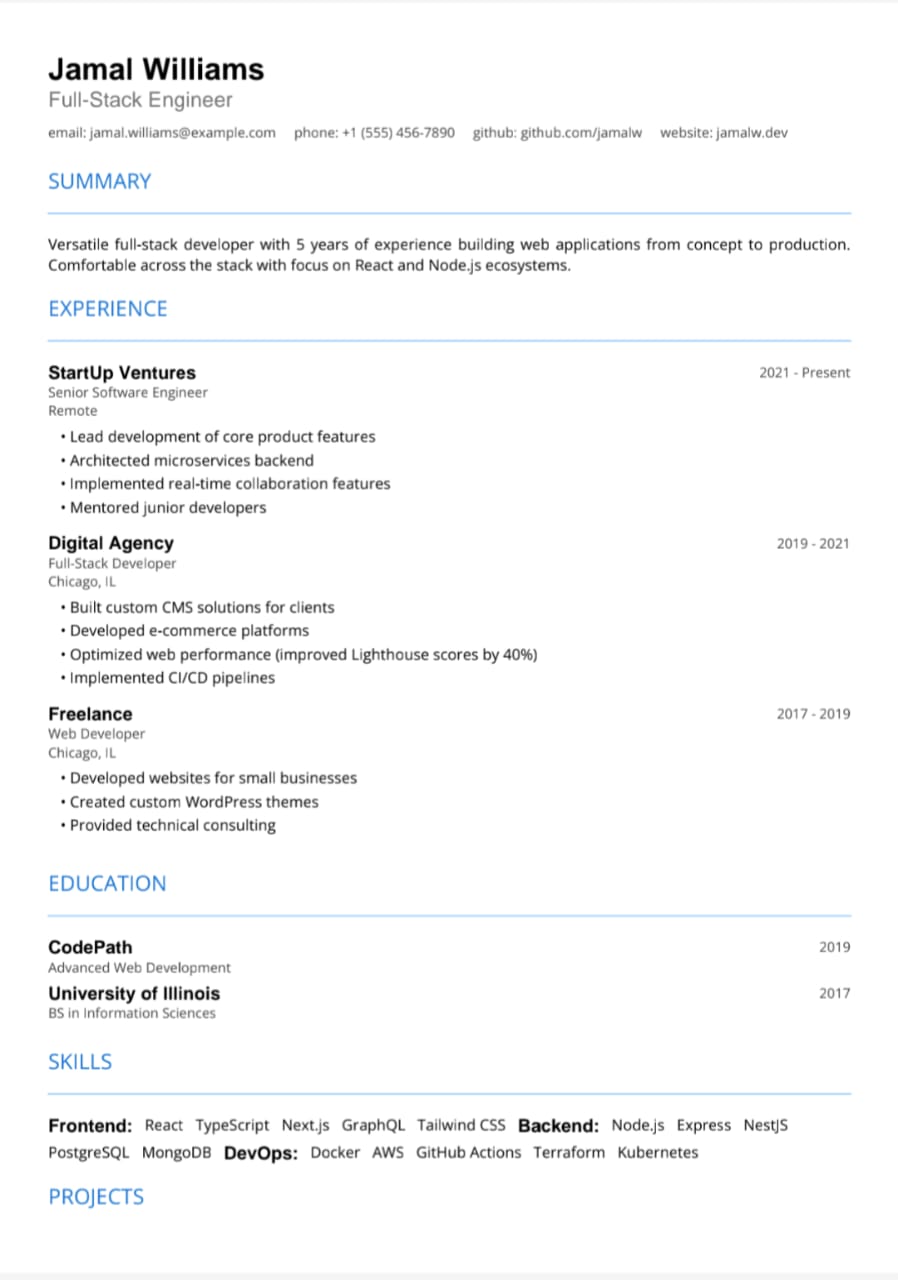 Jamal Williams
Full-Stack Engineer
email: jamal.williams@example.com phone: +1 (555) 456-7890 github: github.com/jamalw website: jamalw.dev
SUMMARY
Versatile full-stack developer with 5 years of experience building web applications from concept to production.
Comfortable across the stack with focus on React and Node.js ecosystems.
EXPERIENCE
StartUp Ventures 2021 - Present
Senior Software Engineer
Remote
• Lead development of core product features
• Architected microservices backend
• Implemented real-time collaboration features
• Mentored junior developers
Digital Agency 2019 - 2021
Full-Stack Developer
Chicago, IL
• Built custom CMS solutions for clients
• Developed e-commerce platforms
• Optimized web performance (improved Lighthouse scores by 40%)
• Implemented CI/CD pipelines
Freelance 2017 - 2019
Web Developer
Chicago, IL
• Developed websites for small businesses
• Created custom WordPress themes
• Provided technical consulting
EDUCATION
CodePath 2019
Advanced Web Development
University of Illinois 2017
BS in Information Sciences
SKILLS
Frontend: React TypeScript Next.js GraphQL Tailwind CSS Backend: Node.js Express NestJS
PostgreSQL MongoDB DevOps: Docker AWS GitHub Actions Terraform Kubernetes
PROJECTS